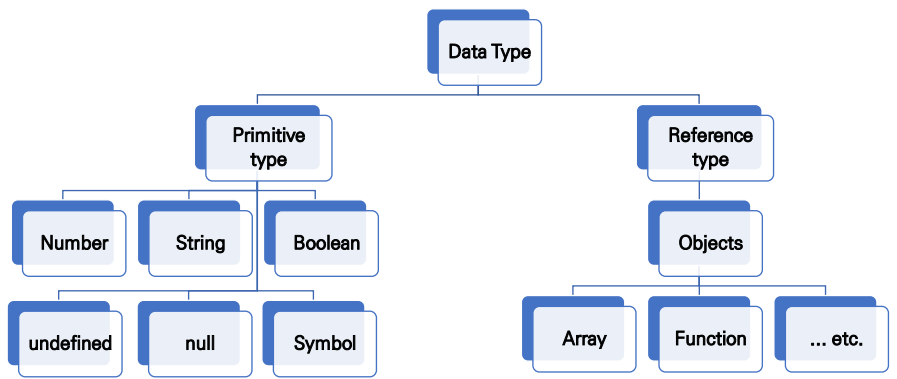 Data Type
Primitive
type
Reference
type
Number
String
Boolean
Objects
undefined
null
Symbol
Array
Function
... etc.